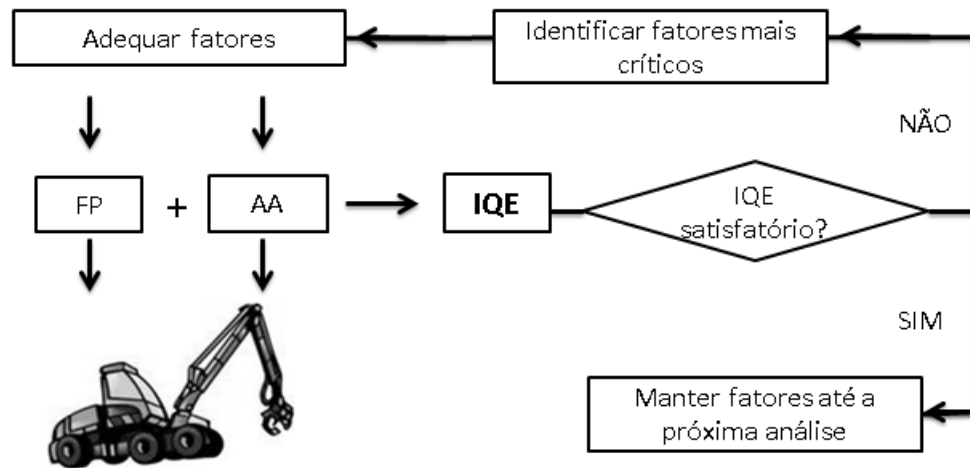 Adequar fatores
Identificar fatores mais
críticos
NÃO
FP
+
AA
IQE
IQE
satisfatório?
SIM
Manter fatores até a
próxima análise